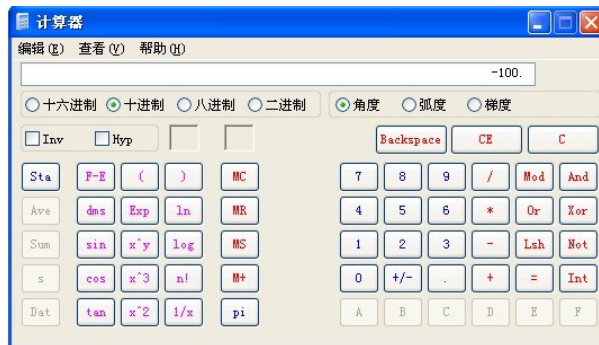 计算器
编辑(E) 查看(V) 帮助(H)
-100.
十六进制 十进制 八进制 二进制 角度 弧度 梯度
Inv Hyp Backspace CE C
Sta F-E ( ) MC 7 8 9 / Mod And
Ave dms Exp ln MR 4 5 6 * Or Xor
Sum sin x^y log MS 1 2 3 - Lsh Not
s cos x^3 n! M+ 0 +/- . + = Int
Dat tan x^2 1/x pi A B C D E F